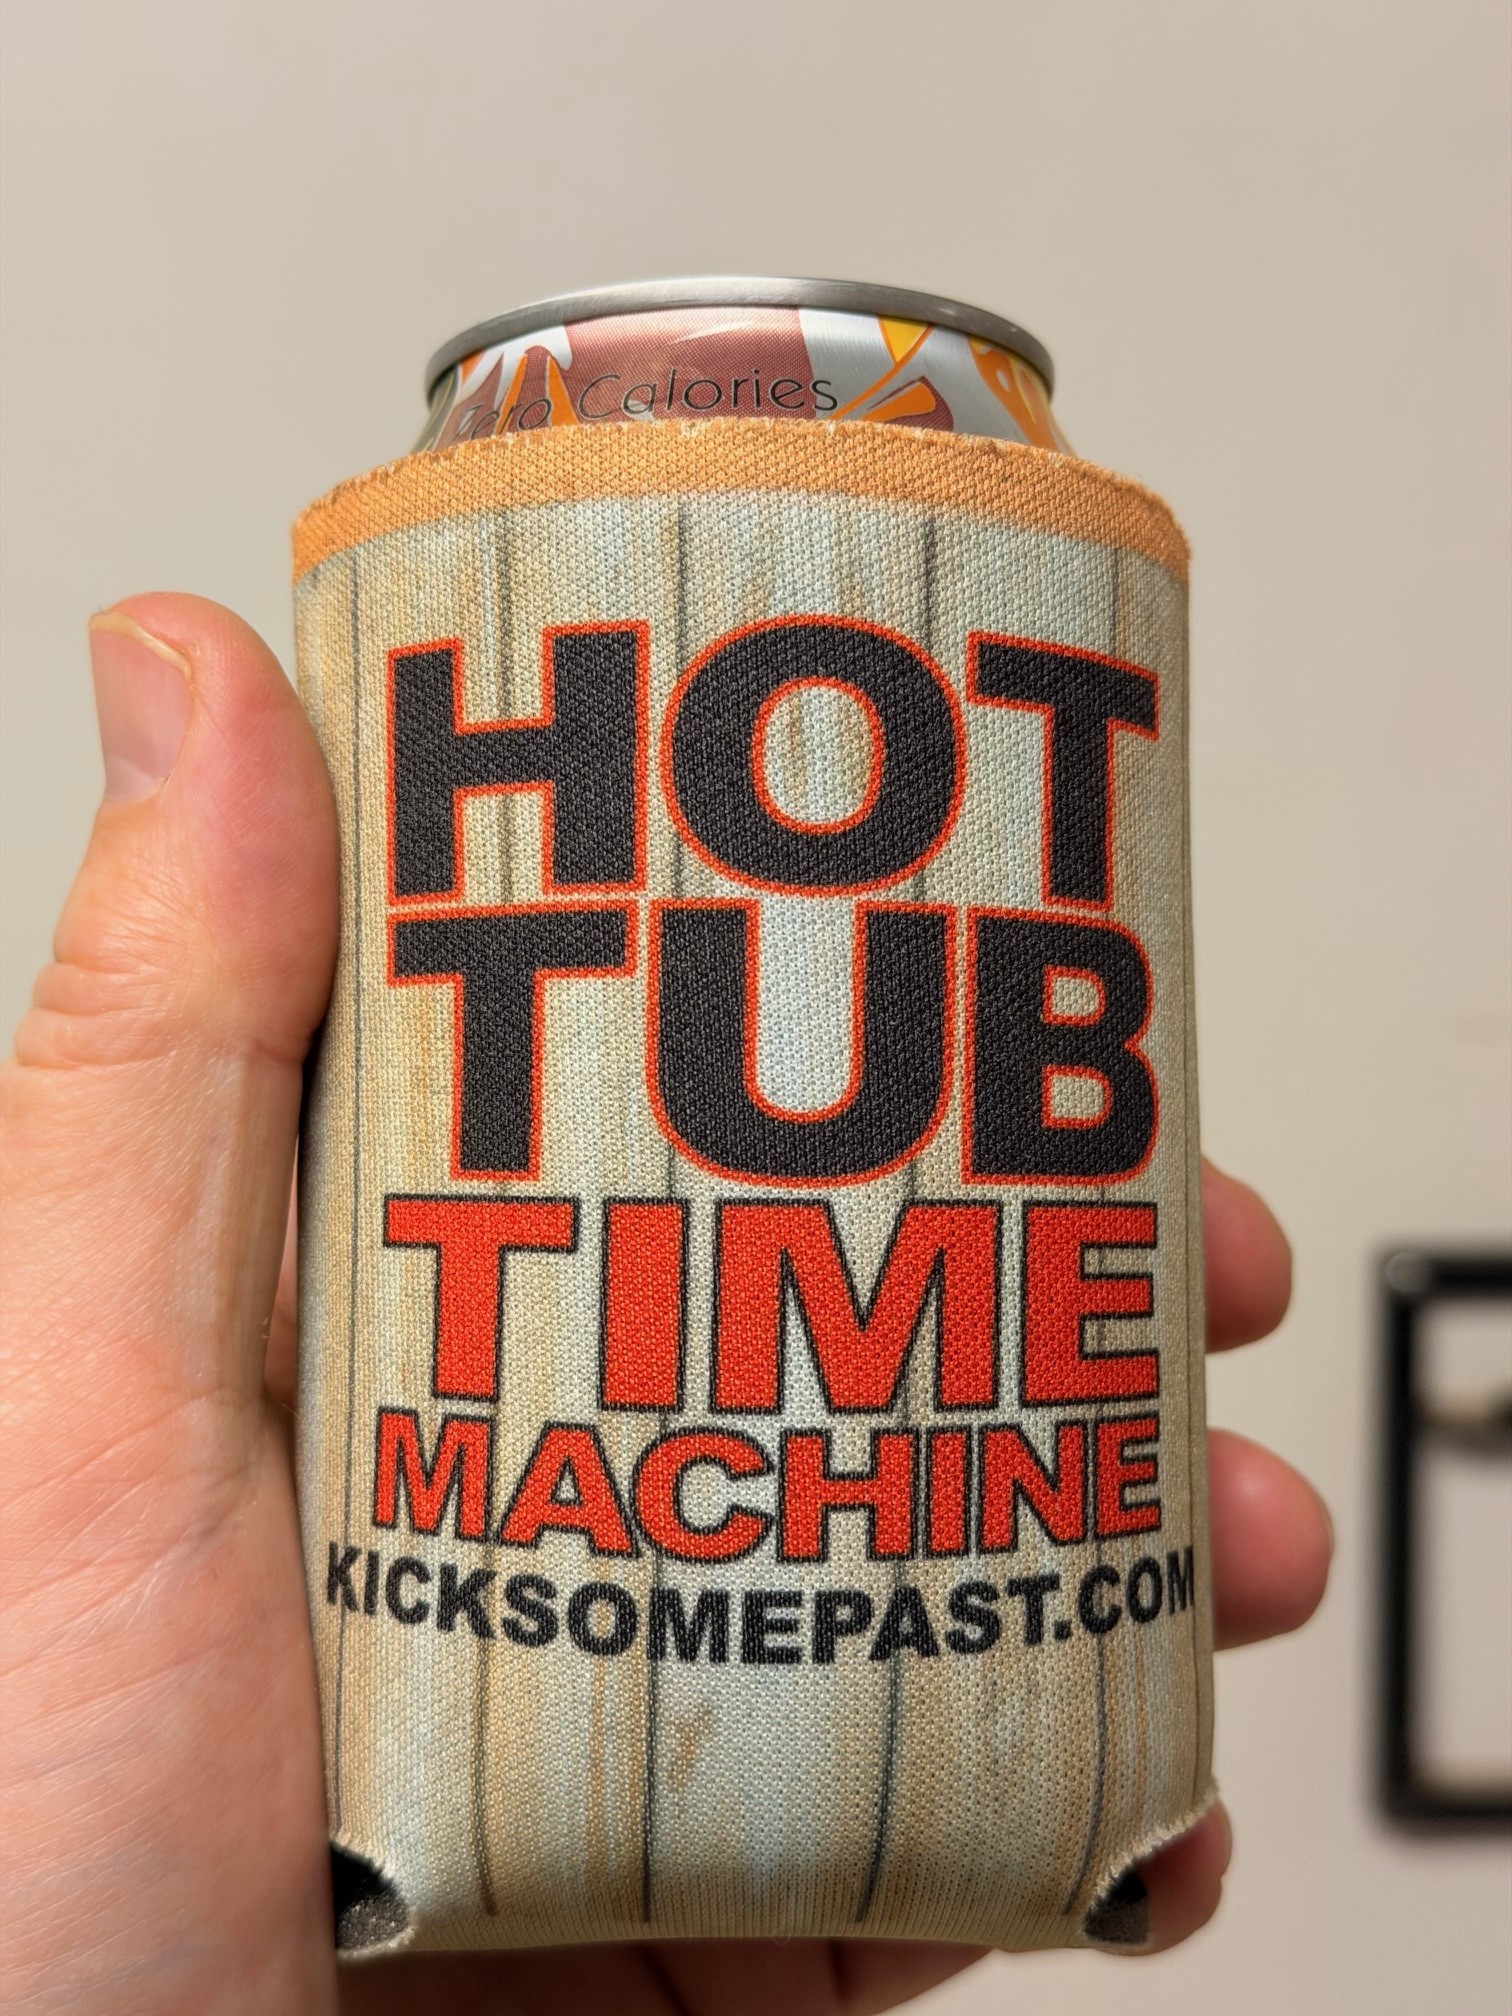 Zero Calories
HOT
TUB
TIME
MACHINE
KICKSOMEPAST.COM